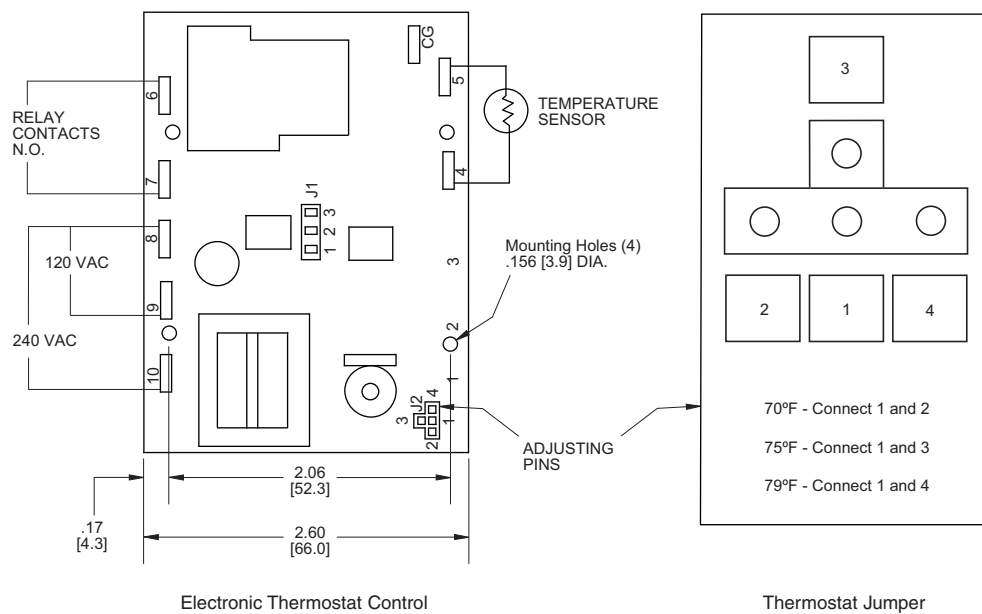 CG
5
6
RELAY
CONTACTS
N.O.
TEMPERATURE
SENSOR
4
7
J1
3
2
1
8
120 VAC
Mounting Holes (4)
.156 [3.9] DIA.
3
9
240 VAC
2
10
1
J2
4
3
1
2
ADJUSTING
PINS
2.06
[52.3]
.17
[4.3]
2.60
[66.0]
Electronic Thermostat Control
3
2
1
4
70ºF - Connect 1 and 2
75ºF - Connect 1 and 3
79ºF - Connect 1 and 4
Thermostat Jumper